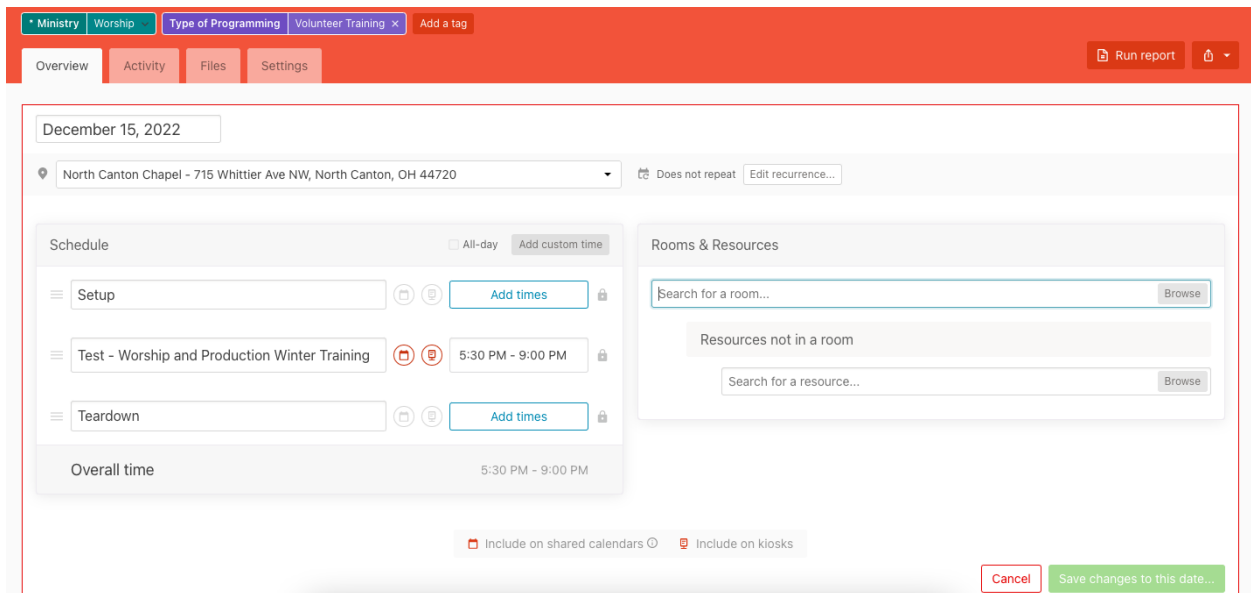 * Ministry Worship Type of Programming Volunteer Training × Add a tag
Overview Activity Files Settings Run report
December 15, 2022
North Canton Chapel - 715 Whittier Ave NW, North Canton, OH 44720 Does not repeat Edit recurrence...
Schedule All-day Add custom time Rooms & Resources
Setup Add times Search for a room... Browse
Resources not in a room
Test - Worship and Production Winter Training 5:30 PM - 9:00 PM
Search for a resource... Browse
Teardown Add times
Overall time 5:30 PM - 9:00 PM
Include on shared calendars Include on kiosks
Cancel Save changes to this date...